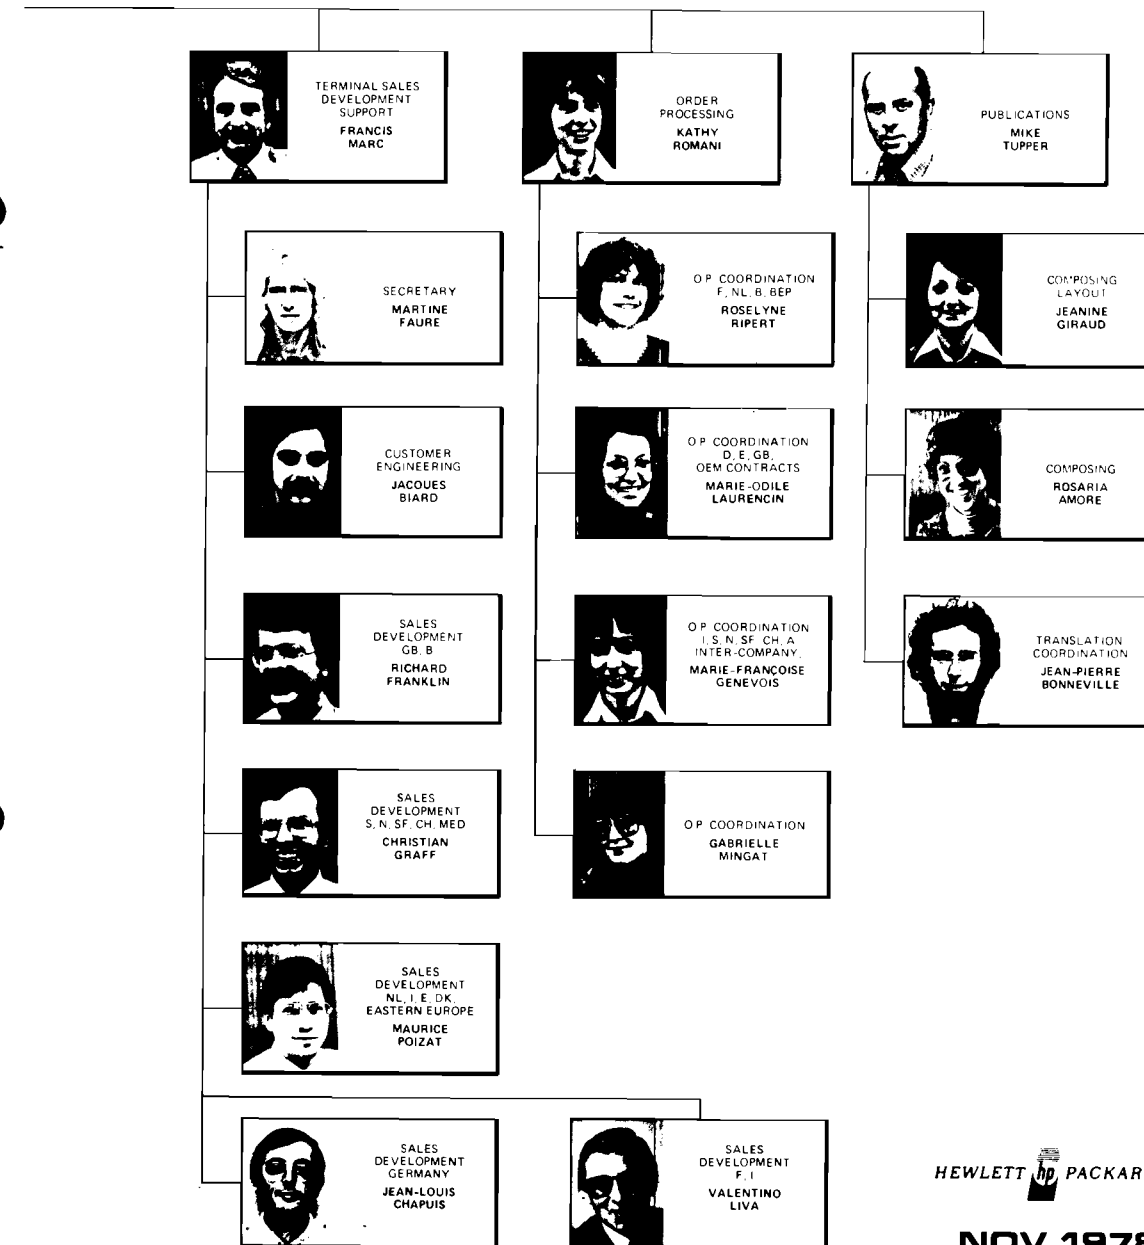 TERMINAL SALES
DEVELOPMENT
SUPPORT
FRANCIS
MARC
ORDER
PROCESSING
KATHY
ROMANI
PUBLICATIONS
MIKE
TUPPER
SECRETARY
MARTINE
FAURE
O.P. COORDINATION
F, NL, B, BEP
ROSELYNE
RIPERT
COMPOSING
LAYOUT
JEANINE
GIRAUD
CUSTOMER
ENGINEERING
JACQUES
BIARD
O.P. COORDINATION
D, E, GB,
OEM CONTRACTS
MARIE-ODILE
LAURENCIN
COMPOSING
ROSARIA
AMORE
SALES
DEVELOPMENT
GB, B
RICHARD
FRANKLIN
O.P. COORDINATION
I, S, N, SF, CH, A
INTER-COMPANY,
MARIE-FRANÇOISE
GENEVOIS
TRANSLATION
COORDINATION
JEAN-PIERRE
BONNEVILLE
SALES
DEVELOPMENT
S, N, SF, CH, MED
CHRISTIAN
GRAFF
O.P. COORDINATION
GABRIELLE
MINGAT
SALES
DEVELOPMENT
NL, I, E, DK,
EASTERN EUROPE
MAURICE
POIZAT
SALES
DEVELOPMENT
GERMANY
JEAN-LOUIS
CHAPUIS
SALES
DEVELOPMENT
F, I
VALENTINO
LIVA
HEWLETT hp PACKAR
NOV 1978